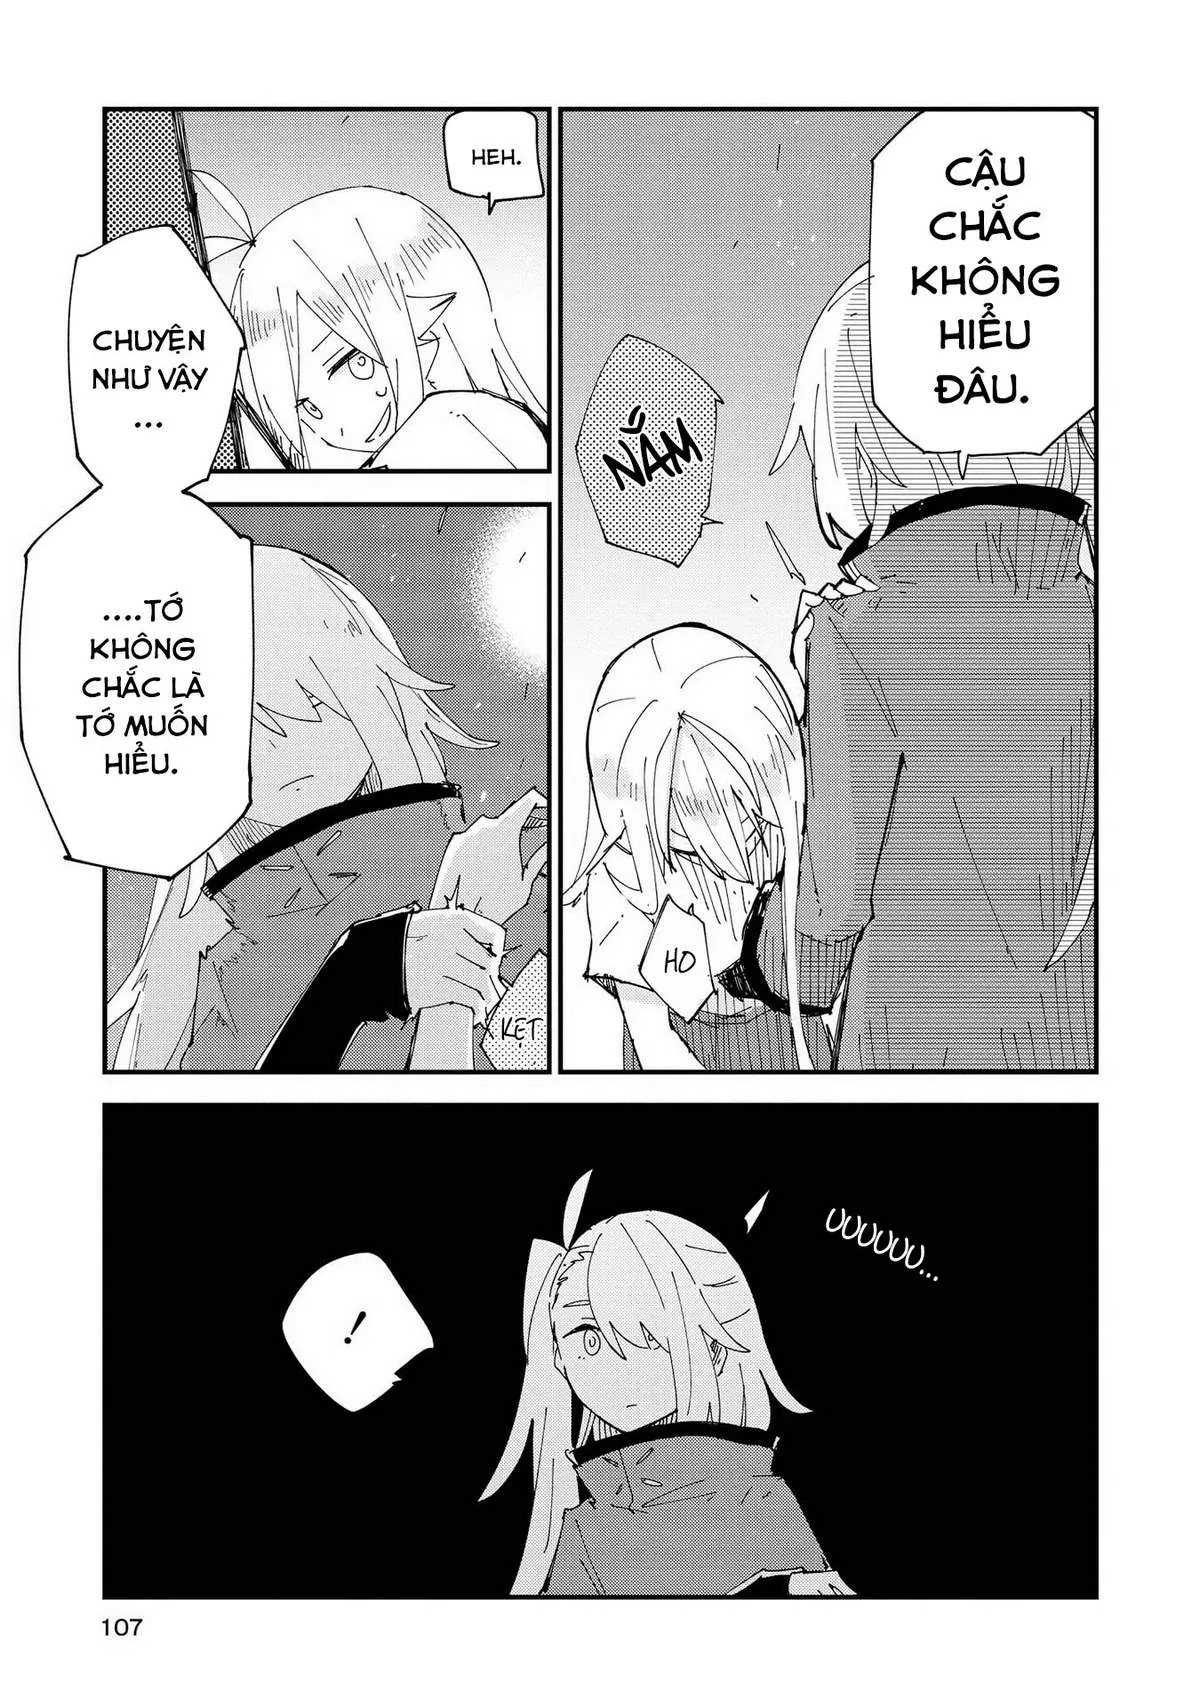 CẬU
CHẮC
KHÔNG
HIỂU
ĐÂU.
NẮM
HO
HEH.
CHUYỆN
NHƯ VẬY
...
.....TỚ
KHÔNG
CHẮC LÀ
TỚ MUỐN
HIỂU.
KẸT
UUUUUU...
!
107